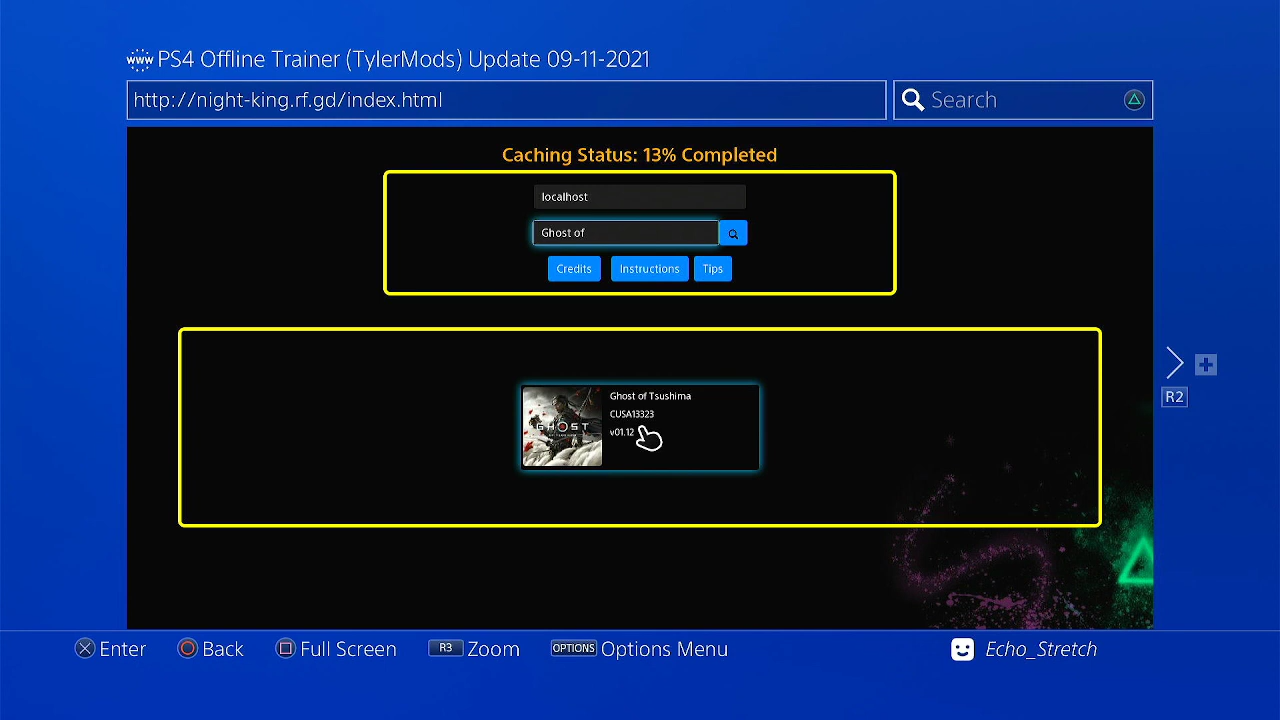 www PS4 Offline Trainer (TylerMods) Update 09-11-2021
http://night-king.rf.gd/index.html
Search
Caching Status: 13% Completed
localhost
Ghost of
Credits Instructions Tips
Ghost of Tsushima
CUSA13323
v01.12
GHOST
R2
Enter Back Full Screen R3 Zoom OPTIONS Options Menu Echo_Stretch